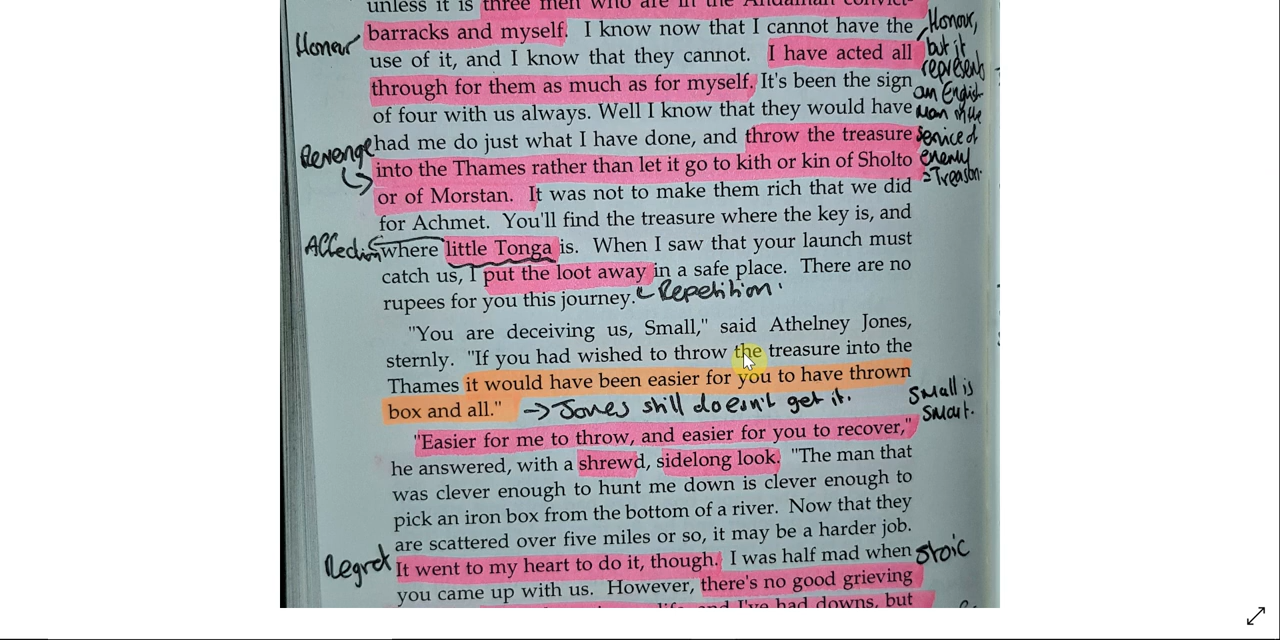 unless it is three men who are in the Andaman convict-
Honour barracks and myself. I know now that I cannot have the
use of it, and I know that they cannot. I have acted all
through for them as much as for myself. It's been the sign
of four with us always. Well I know that they would have
had me do just what I have done, and throw the treasure
Revenge into the Thames rather than let it go to kith or kin of Sholto
or of Morstan. It was not to make them rich that we did
for Achmet. You'll find the treasure where the key is, and
where little Tonga is. When I saw that your launch must
catch us, I put the loot away in a safe place. There are no
rupees for you this journey. Repetition.
Honour,
but it
represents
an English
man in the
service of
enemy
=Treason.
"You are deceiving us, Small," said Athelney Jones,
sternly. "If you had wished to throw the treasure into the
Thames it would have been easier for you to have thrown
box and all." → Jones still doesn't get it.
Small is
smart.
"Easier for me to throw, and easier for you to recover,"
he answered, with a shrewd, sidelong look. "The man that
was clever enough to hunt me down is clever enough to
pick an iron box from the bottom of a river. Now that they
are scattered over five miles or so, it may be a harder job.
Regret It went to my heart to do it, though. I was half mad when stoic
you came up with us. However, there's no good grieving
and I've had downs, but